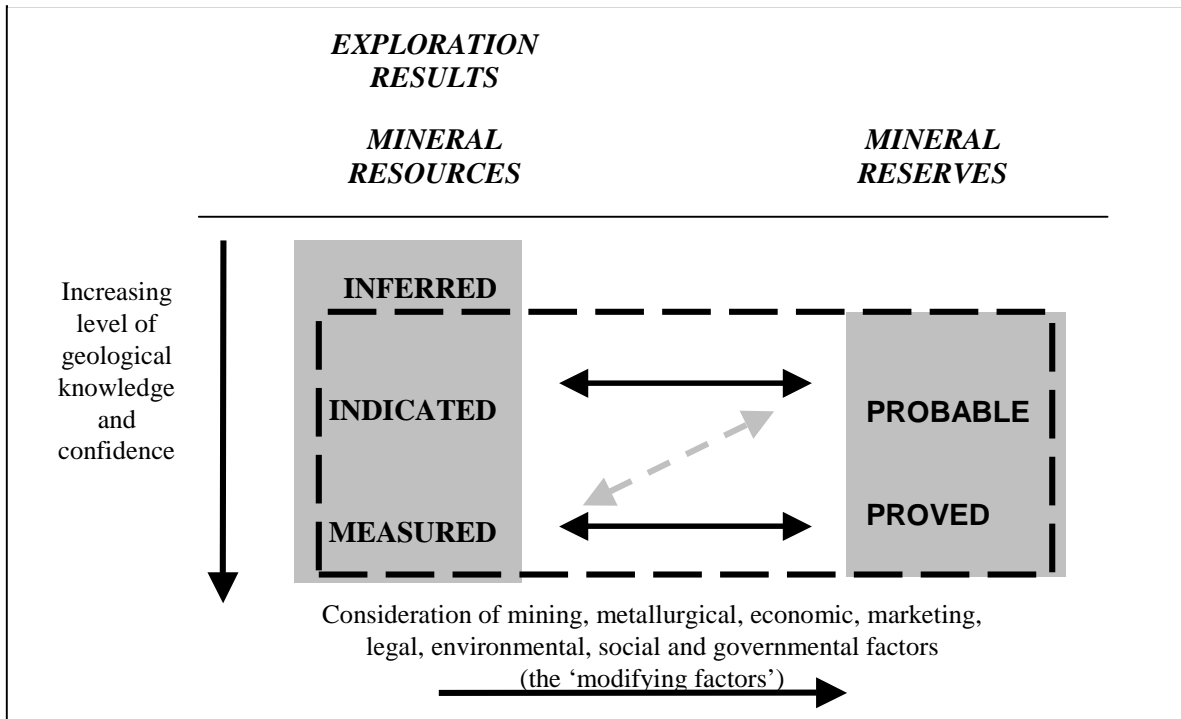 EXPLORATION
RESULTS
MINERAL
RESOURCES
MINERAL
RESERVES
Increasing
level of
geological
knowledge
and
confidence
INFERRED
INDICATED
MEASURED
PROBABLE
PROVED
Consideration of mining, metallurgical, economic, marketing,
legal, environmental, social and governmental factors
(the ‘modifying factors’)